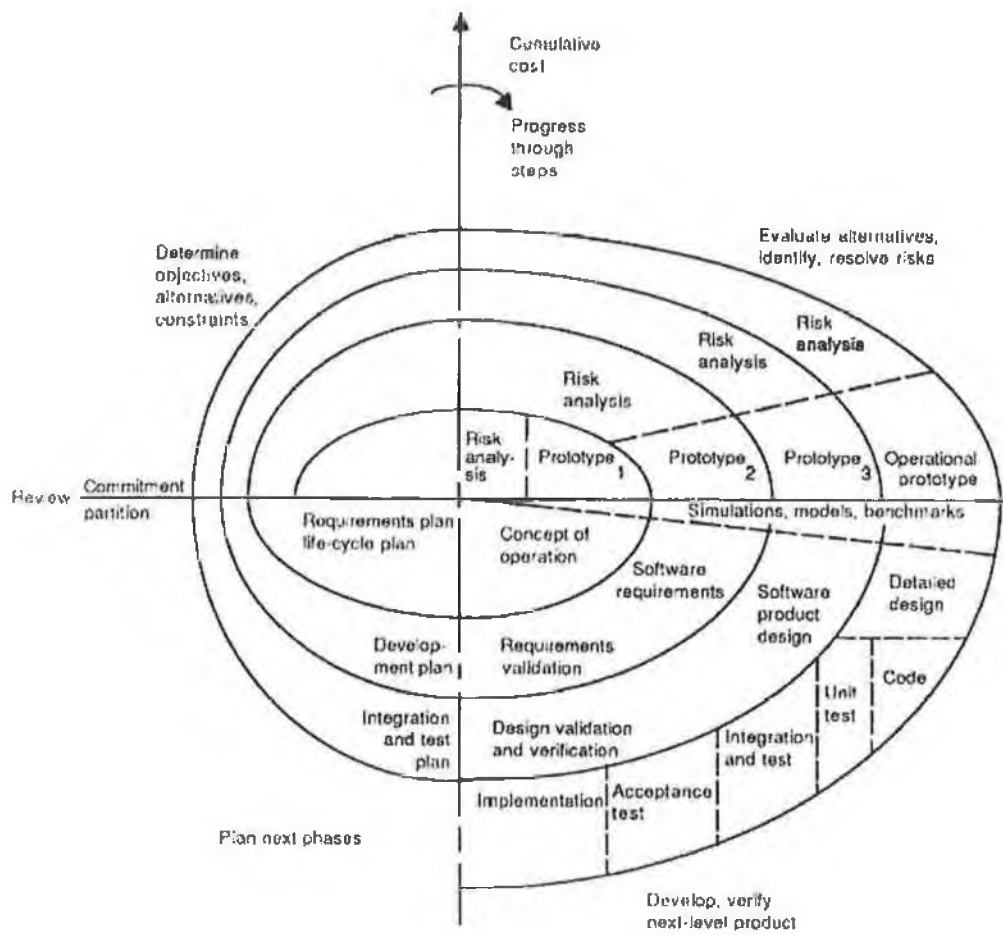 Cumulative
cost
Progress
through
steps
Determine
objectives,
alternatives,
constraints
Evaluate alternatives,
identify, resolve risks
Risk
analysis
Risk
analysis
Risk
analysis
Risk
analy-
sis
Prototype
1
Prototype
2
Prototype
3
Operational
prototype
Review
Commitment
partition
Simulations, models, benchmarks
Requirements plan
life-cycle plan
Concept of
operation
Software
requirements
Software
product
design
Detailed
design
Develop-
ment plan
Requirements
validation
Code
Unit
test
Integration
and test
plan
Design validation
and verification
Integration
and test
Implementation
Acceptance
test
Plan next phases
Develop, verify
next-level product